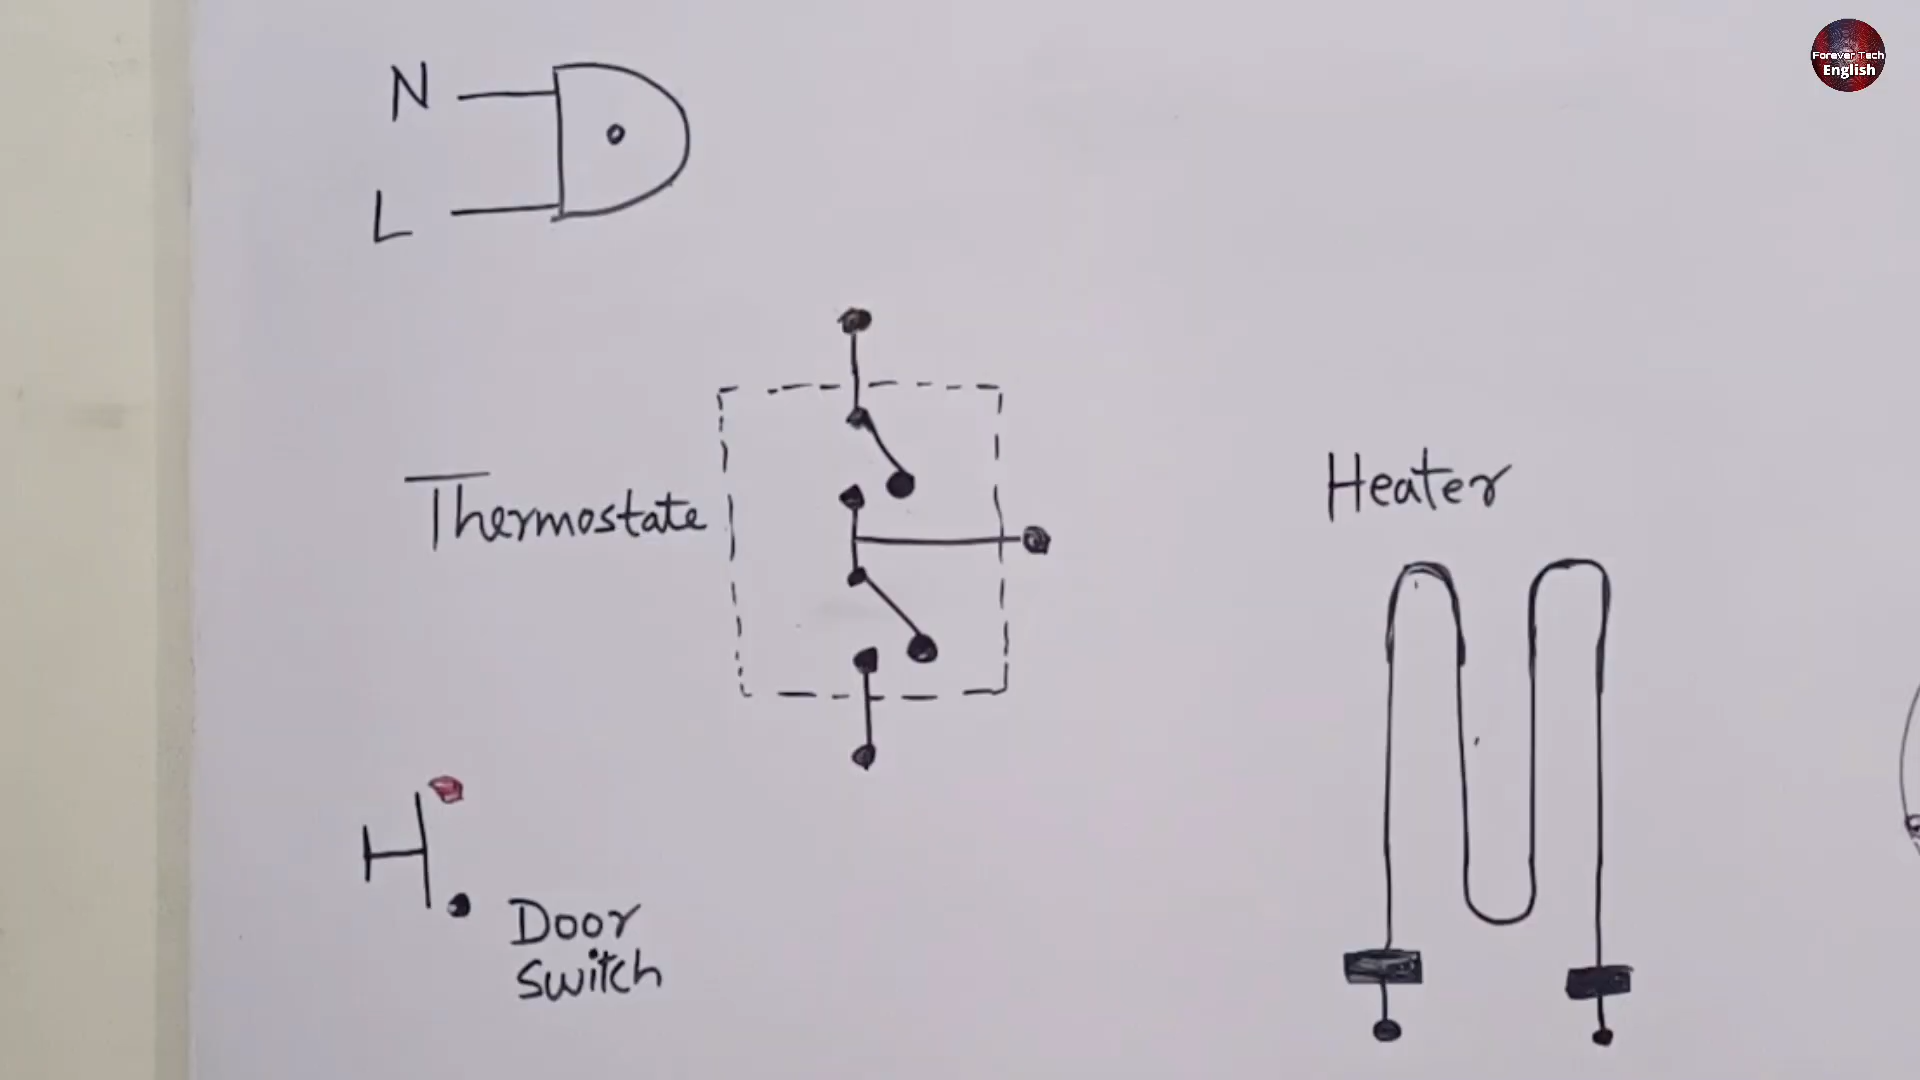 Forever Tech
English
N
L
Thermostate
Heater
Door
Switch